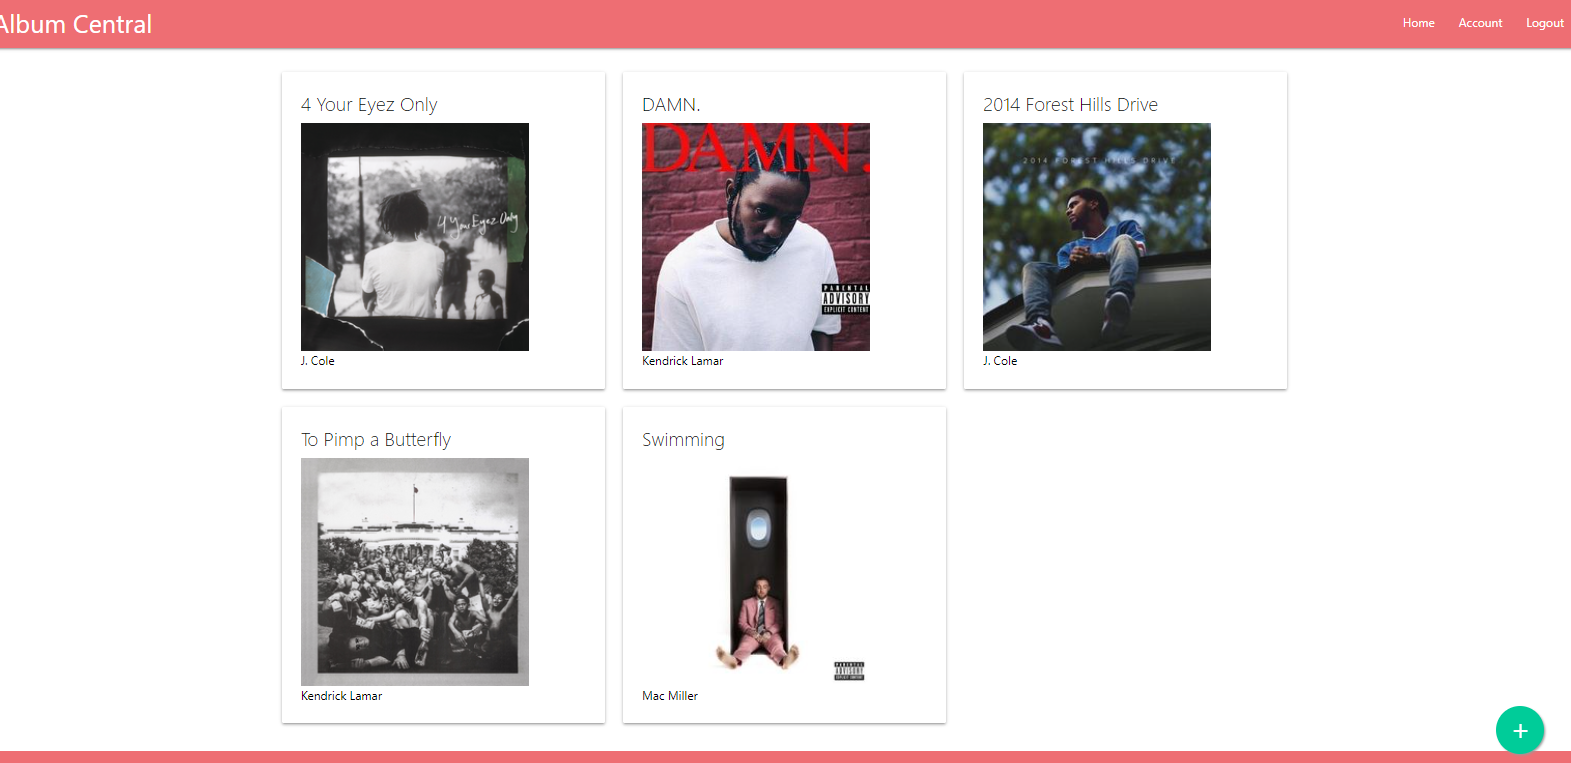 Album Central
Home Account Logout
4 Your Eyez Only
4 Your Eyez Only
J. Cole
DAMN.
DAMN.
PARENTAL
ADVISORY
EXPLICIT CONTENT
Kendrick Lamar
2014 Forest Hills Drive
2014 FOREST HILLS DRIVE
J. Cole
To Pimp a Butterfly
Kendrick Lamar
Swimming
PARENTAL
ADVISORY
Mac Miller
+